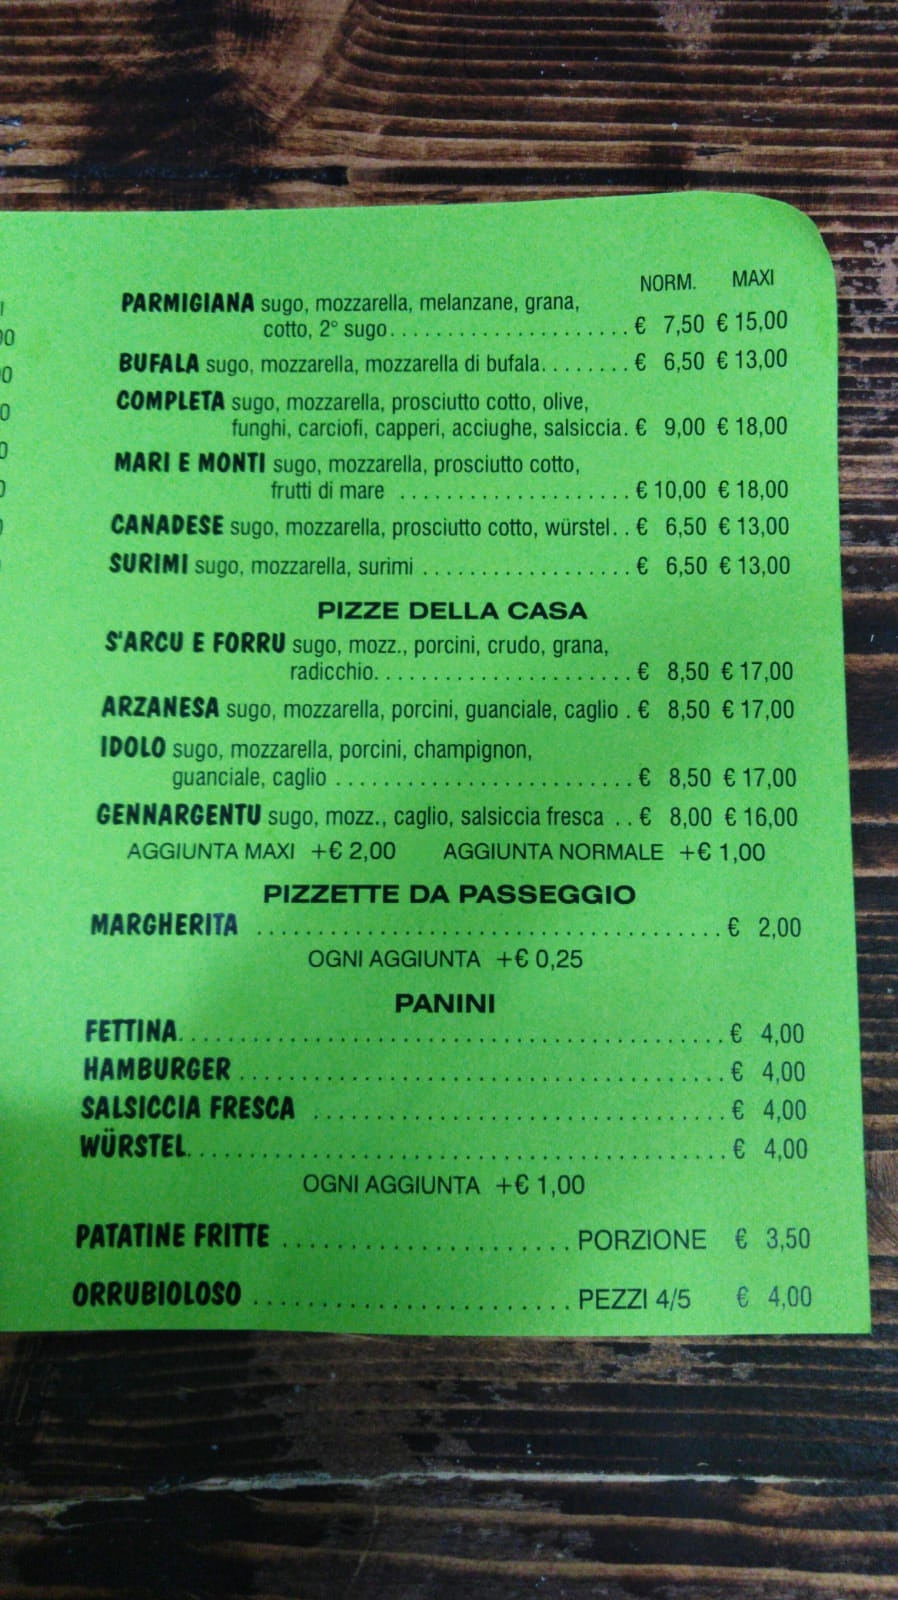 NORM. MAXI
PARMIGIANA sugo, mozzarella, melanzane, grana,
cotto, 2° sugo........................ € 7,50 € 15,00
BUFALA sugo, mozzarella, mozzarella di bufala........ € 6,50 € 13,00
COMPLETA sugo, mozzarella, prosciutto cotto, olive,
funghi, carciofi, capperi, acciughe, salsiccia. € 9,00 € 18,00
MARI E MONTI sugo, mozzarella, prosciutto cotto,
frutti di mare ....................... € 10,00 € 18,00
CANADESE sugo, mozzarella, prosciutto cotto, würstel.. € 6,50 € 13,00
SURIMI sugo, mozzarella, surimi ..................... € 6,50 € 13,00
PIZZE DELLA CASA
S'ARCU E FORRU sugo, mozz., porcini, crudo, grana,
radicchio.......................... € 8,50 € 17,00
ARZANESA sugo, mozzarella, porcini, guanciale, caglio . € 8,50 € 17,00
IDOLO sugo, mozzarella, porcini, champignon,
guanciale, caglio .............................. € 8,50 € 17,00
GENNARGENTU sugo, mozz., caglio, salsiccia fresca .. € 8,00 € 16,00
AGGIUNTA MAXI +€ 2,00 AGGIUNTA NORMALE +€ 1,00
PIZZETTE DA PASSEGGIO
MARGHERITA ............................................... € 2,00
OGNI AGGIUNTA +€ 0,25
PANINI
FETTINA....................................................... € 4,00
HAMBURGER ................................................. € 4,00
SALSICCIA FRESCA ......................................... € 4,00
WÜRSTEL...................................................... € 4,00
OGNI AGGIUNTA +€ 1,00
PATATINE FRITTE ............................. PORZIONE € 3,50
ORRUBIOLOSO ................................ PEZZI 4/5 € 4,00